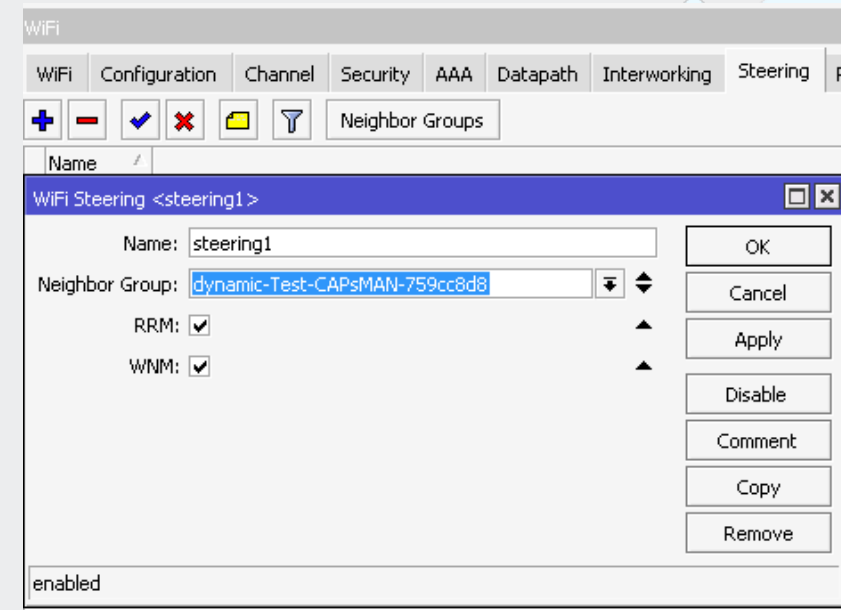 WiFi
WiFi Configuration Channel Security AAA Datapath Interworking Steering
Neighbor Groups
Name
WiFi Steering <steering1>
Name: steering1
OK
Neighbor Group: dynamic-Test-CAPsMAN-759cc8d8
Cancel
RRM:
Apply
WNM:
Disable
Comment
Copy
Remove
enabled